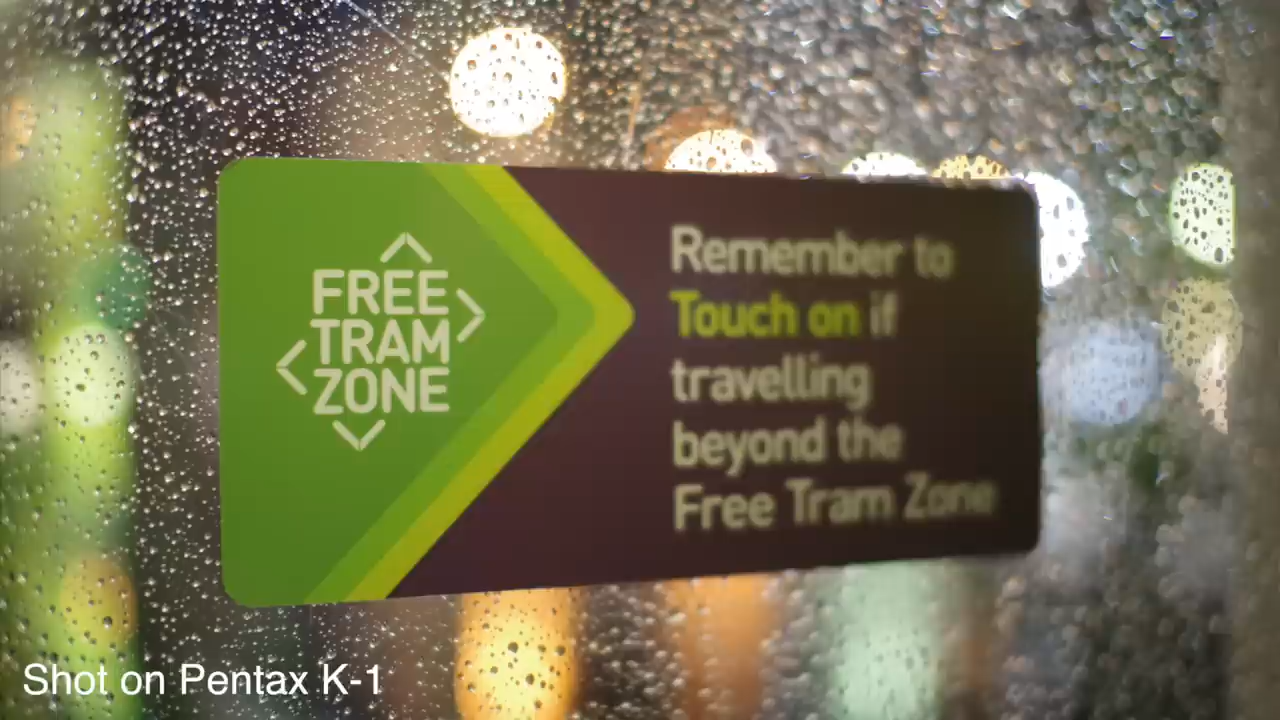 FREE
TRAM
ZONE
Remember to
Touch on if
travelling
beyond the
Free Tram Zone
Shot on Pentax K-1